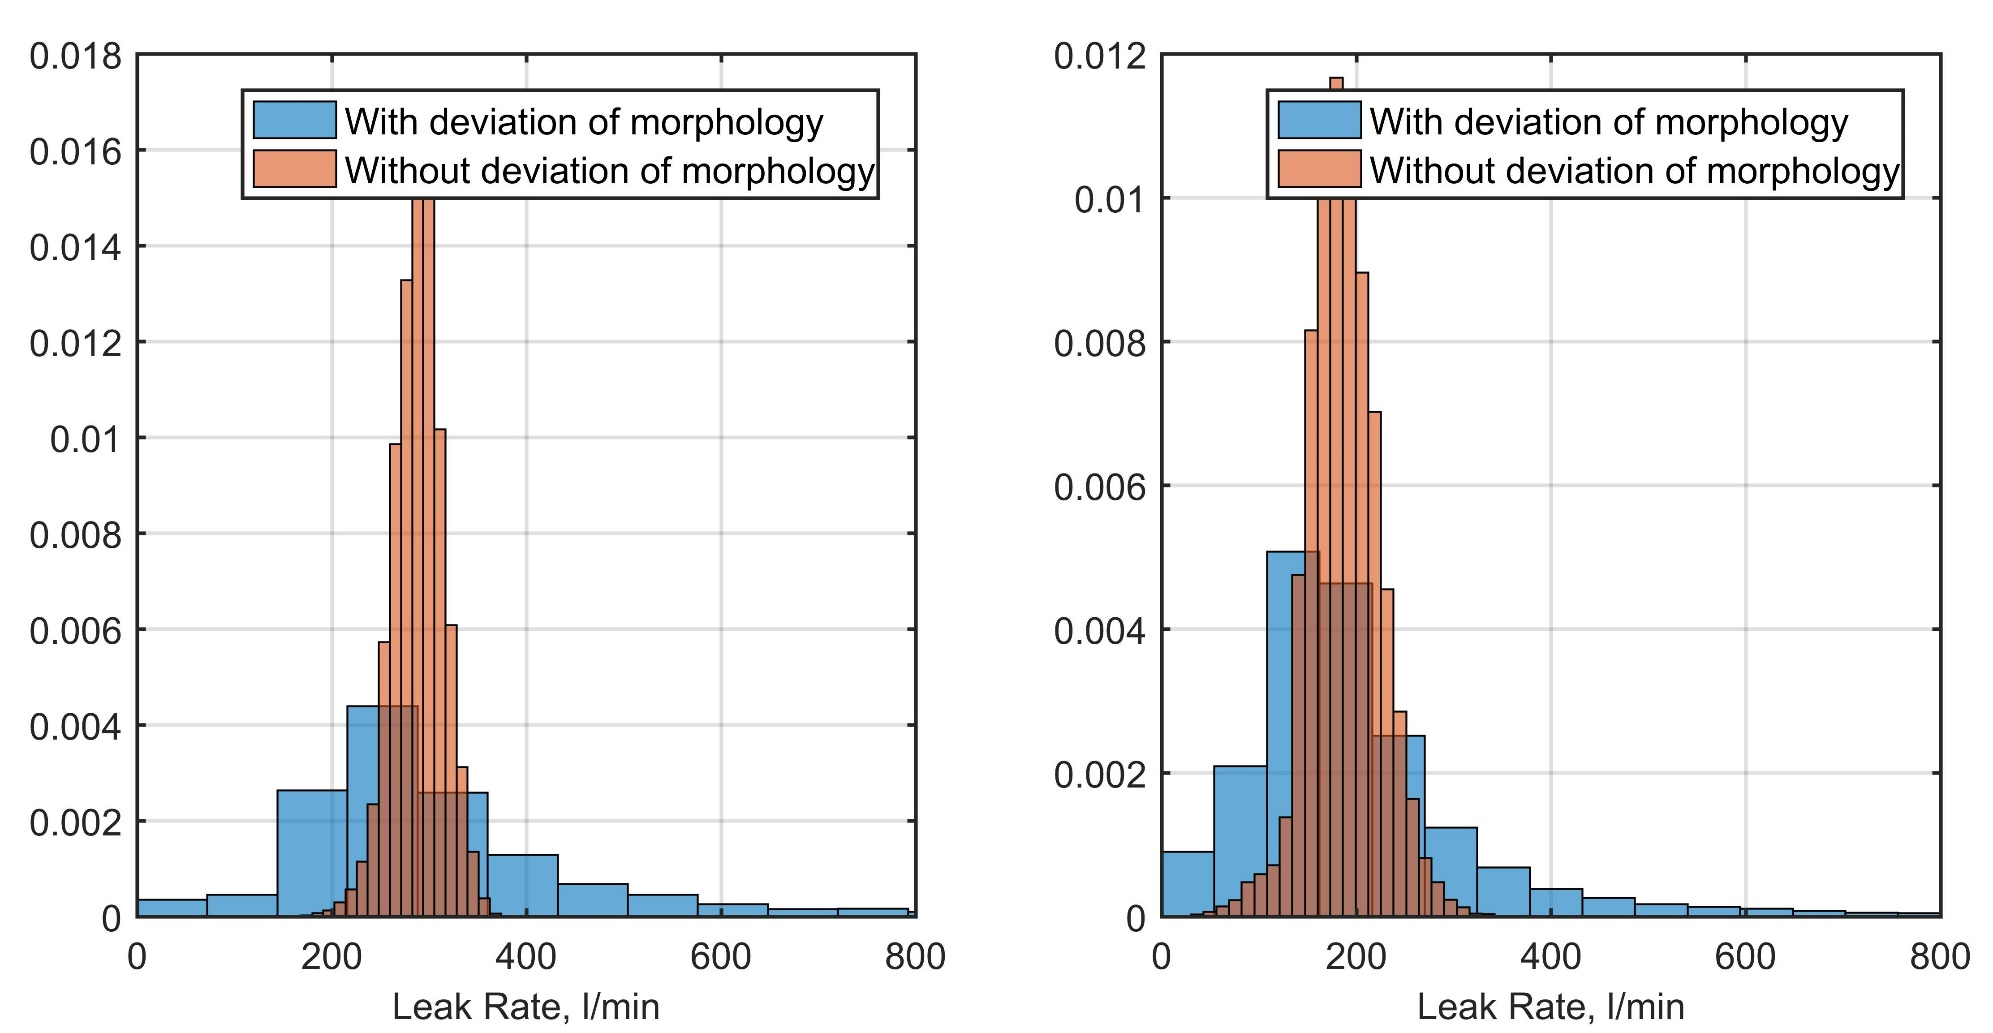 0.018
0.016
0.014
0.012
0.01
0.008
0.006
0.004
0.002
0
With deviation of morphology
Without deviation of morphology
0 200 400 600 800
Leak Rate, l/min
0.012
0.01
0.008
0.006
0.004
0.002
0
With deviation of morphology
Without deviation of morphology
0 200 400 600 800
Leak Rate, l/min